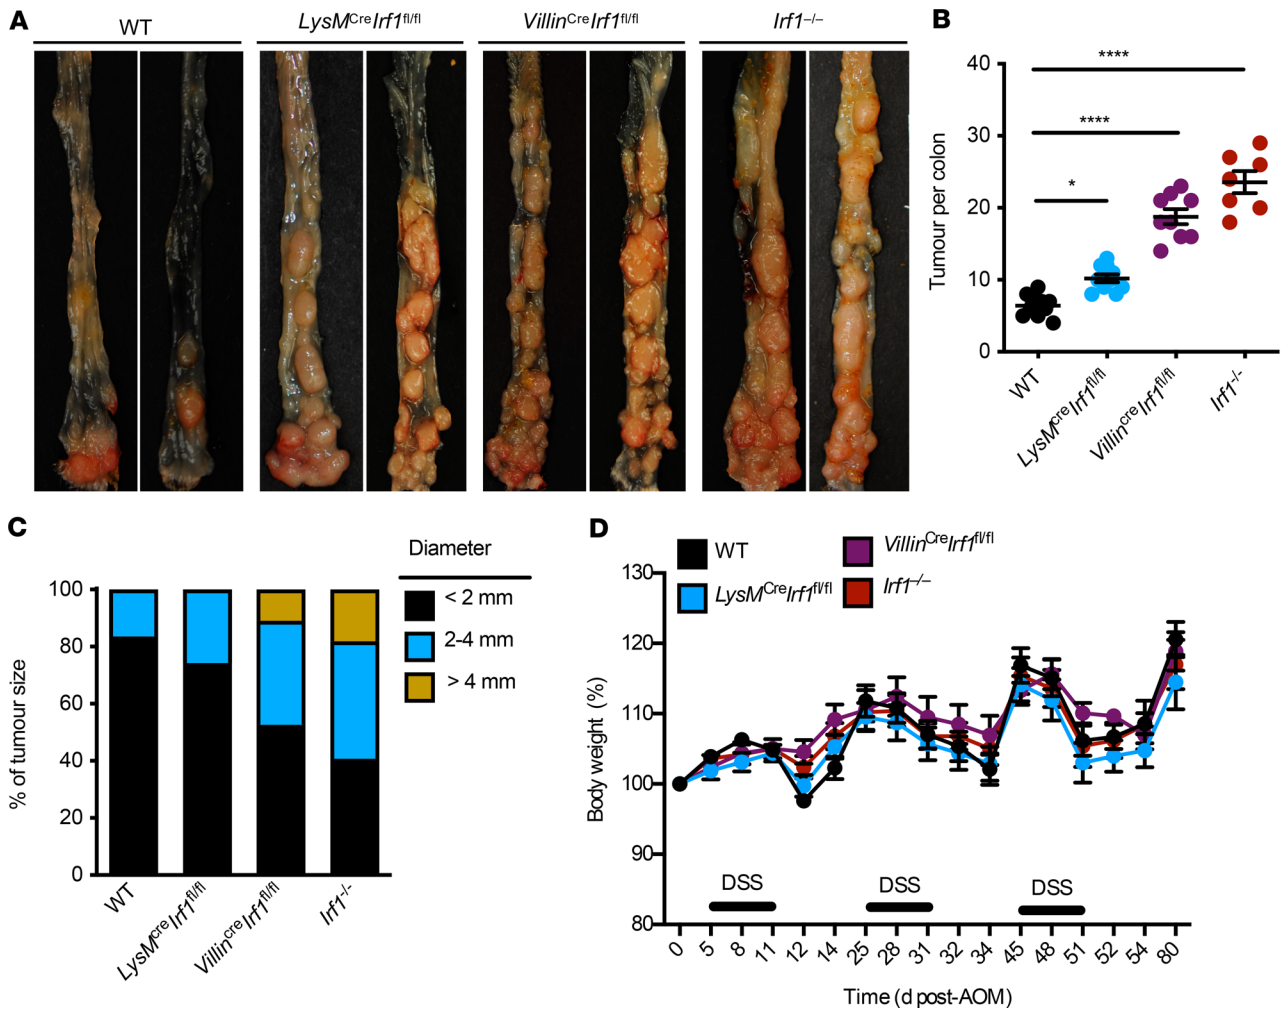 A
WT
LysMCreIrf1fl/fl
VillinCreIrf1fl/fl
Irf1–/–
B
****
****
*
Tumour per colon
40
30
20
10
0
WT
LysMcreIrf1fl/fl
VillincreIrf1fl/fl
Irf1-/-
C
Diameter
< 2 mm
2-4 mm
> 4 mm
% of tumour size
100
80
60
40
20
0
WT
LysMcreIrf1fl/fl
VillincreIrf1fl/fl
Irf1-/-
D
WT
LysMCreIrf1fl/fl
VillinCreIrf1fl/fl
Irf1–/–
Body weight (%)
130
120
110
100
90
80
DSS
DSS
DSS
0 5 8 11 12 14 25 28 31 32 34 45 48 51 52 54 80
Time (d post-AOM)